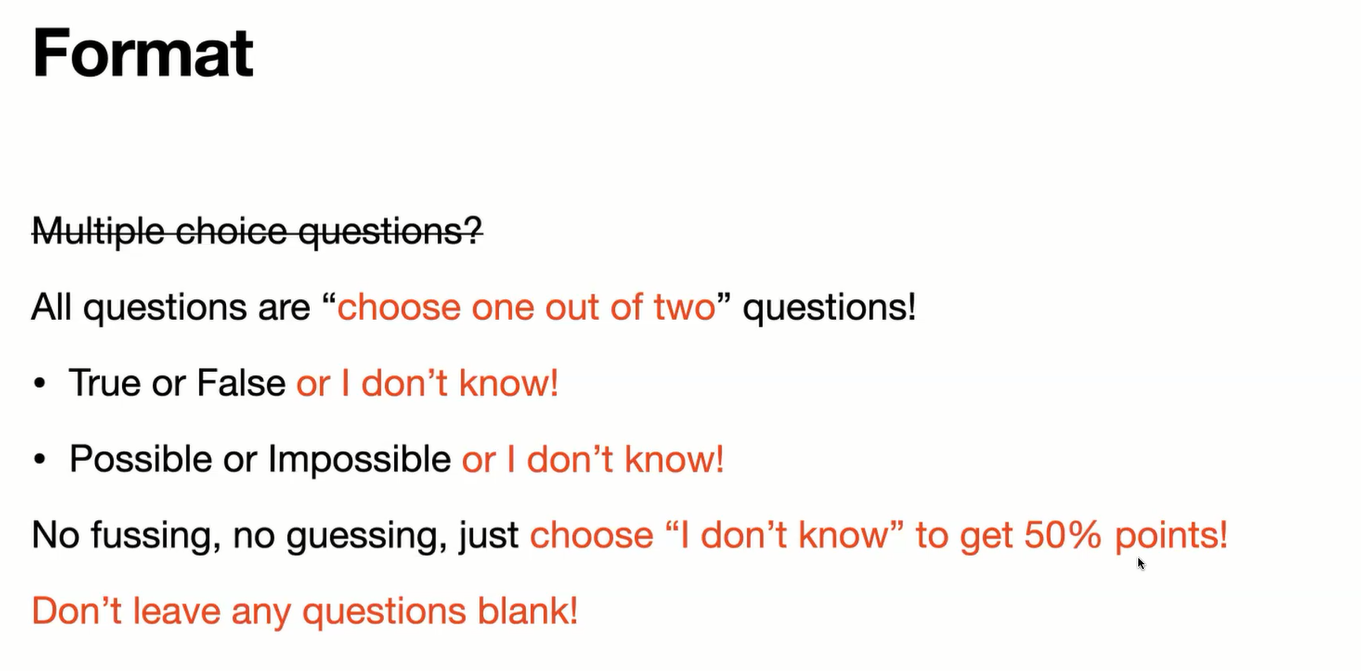 Format
Multiple choice questions?
All questions are “choose one out of two” questions!
• True or False or I don’t know!
• Possible or Impossible or I don’t know!
No fussing, no guessing, just choose “I don’t know” to get 50% points!
Don’t leave any questions blank!